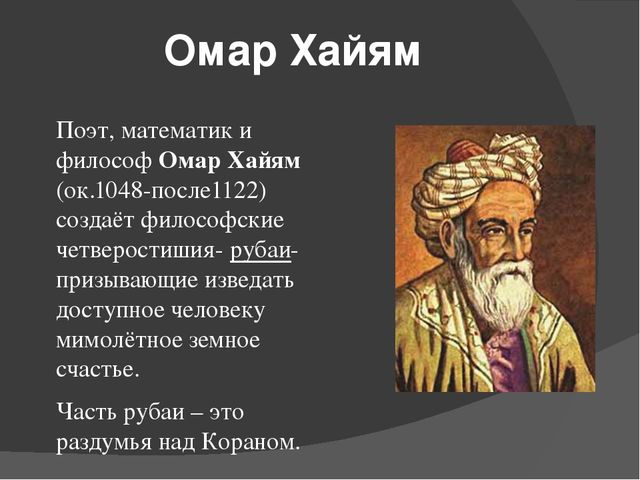 Омар Хайям
Поэт, математик и
философ Омар Хайям
(ок.1048-после1122)
создаёт философские
четверостишия- рубаи-
призывающие изведать
доступное человеку
мимолётное земное
счастье.
Часть рубаи – это
раздумья над Кораном.